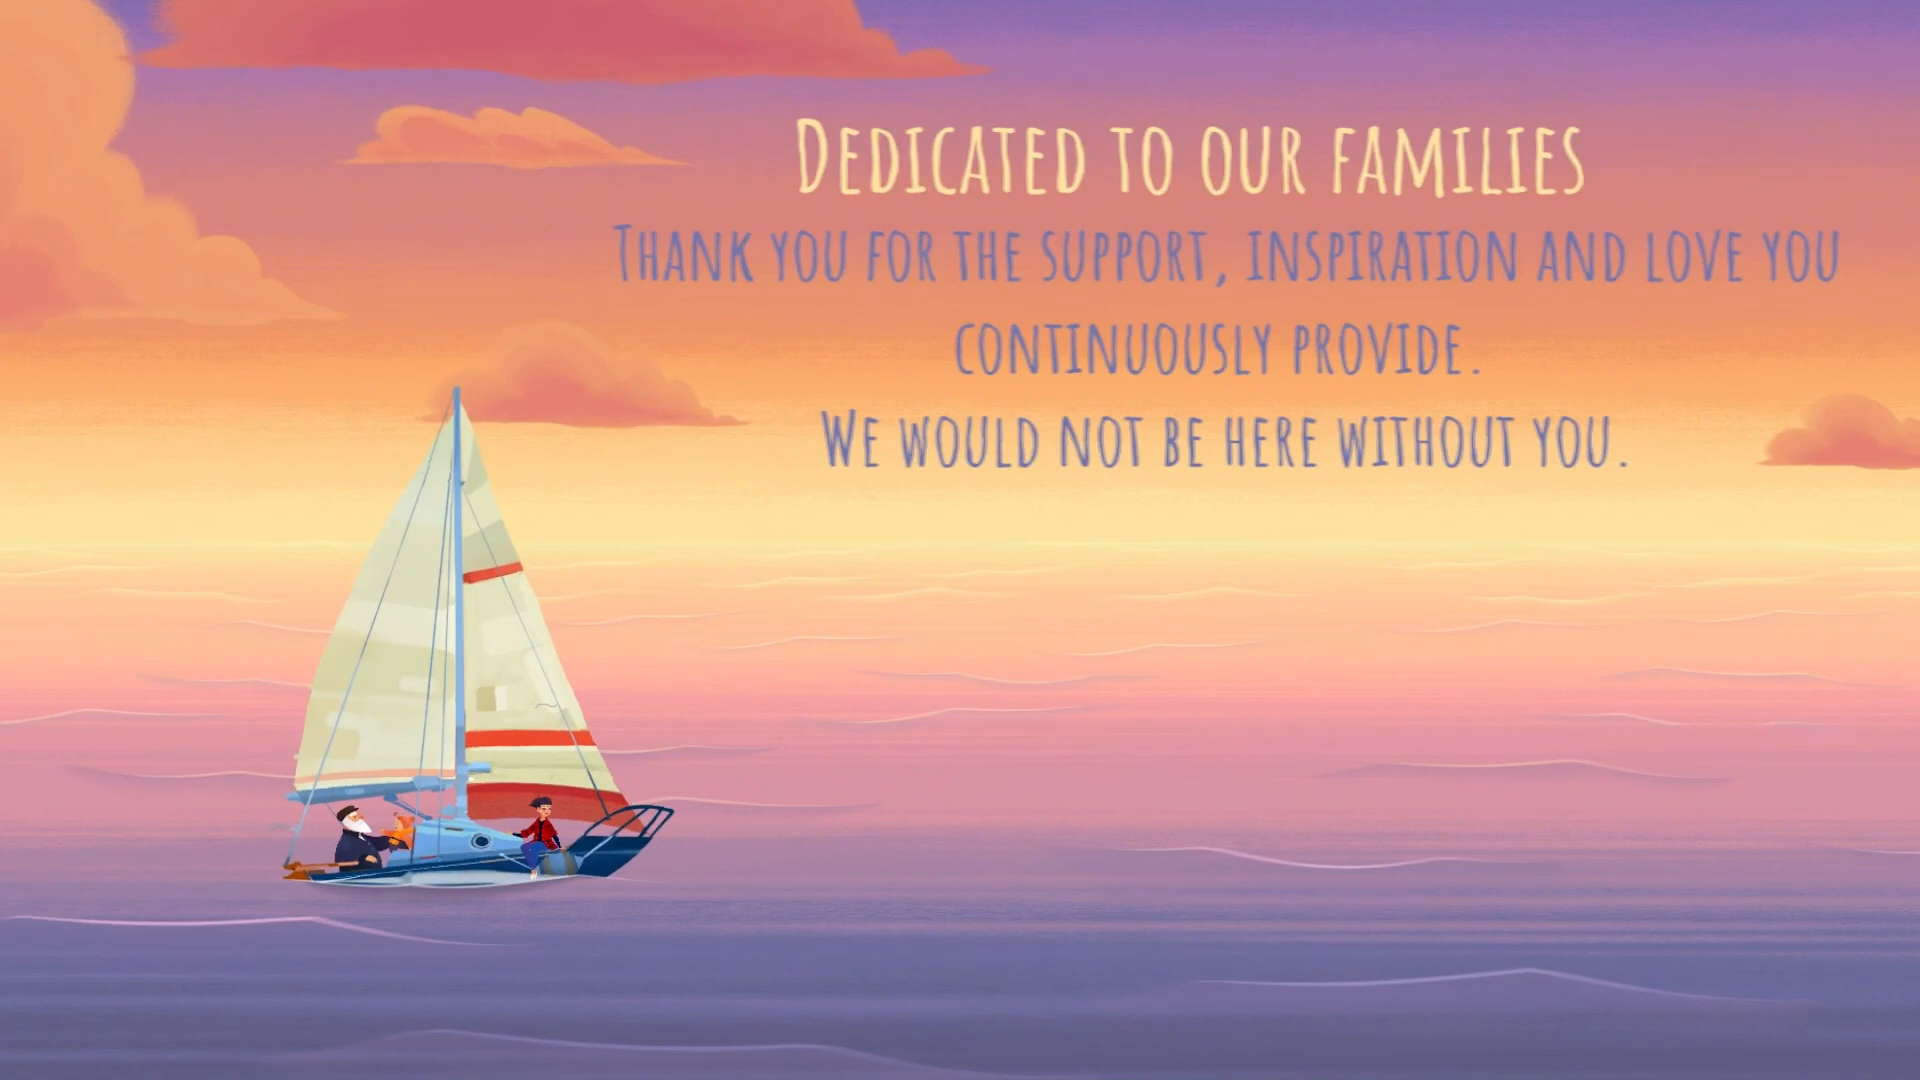 Dedicated to our families
Thank you for the support, inspiration and love you
continuously provide.
We would not be here without you.